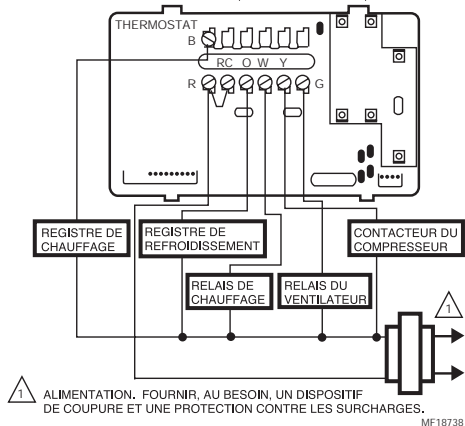 THERMOSTAT
B
RC O W Y
R
G
REGISTRE DE
CHAUFFAGE
REGISTRE DE
REFROIDISSEMENT
CONTACTEUR DU
COMPRESSEUR
RELAIS DE
CHAUFFAGE
RELAIS DU
VENTILATEUR
1
1 ALIMENTATION. FOURNIR, AU BESOIN, UN DISPOSITIF
DE COUPURE ET UNE PROTECTION CONTRE LES SURCHARGES.
MF18738